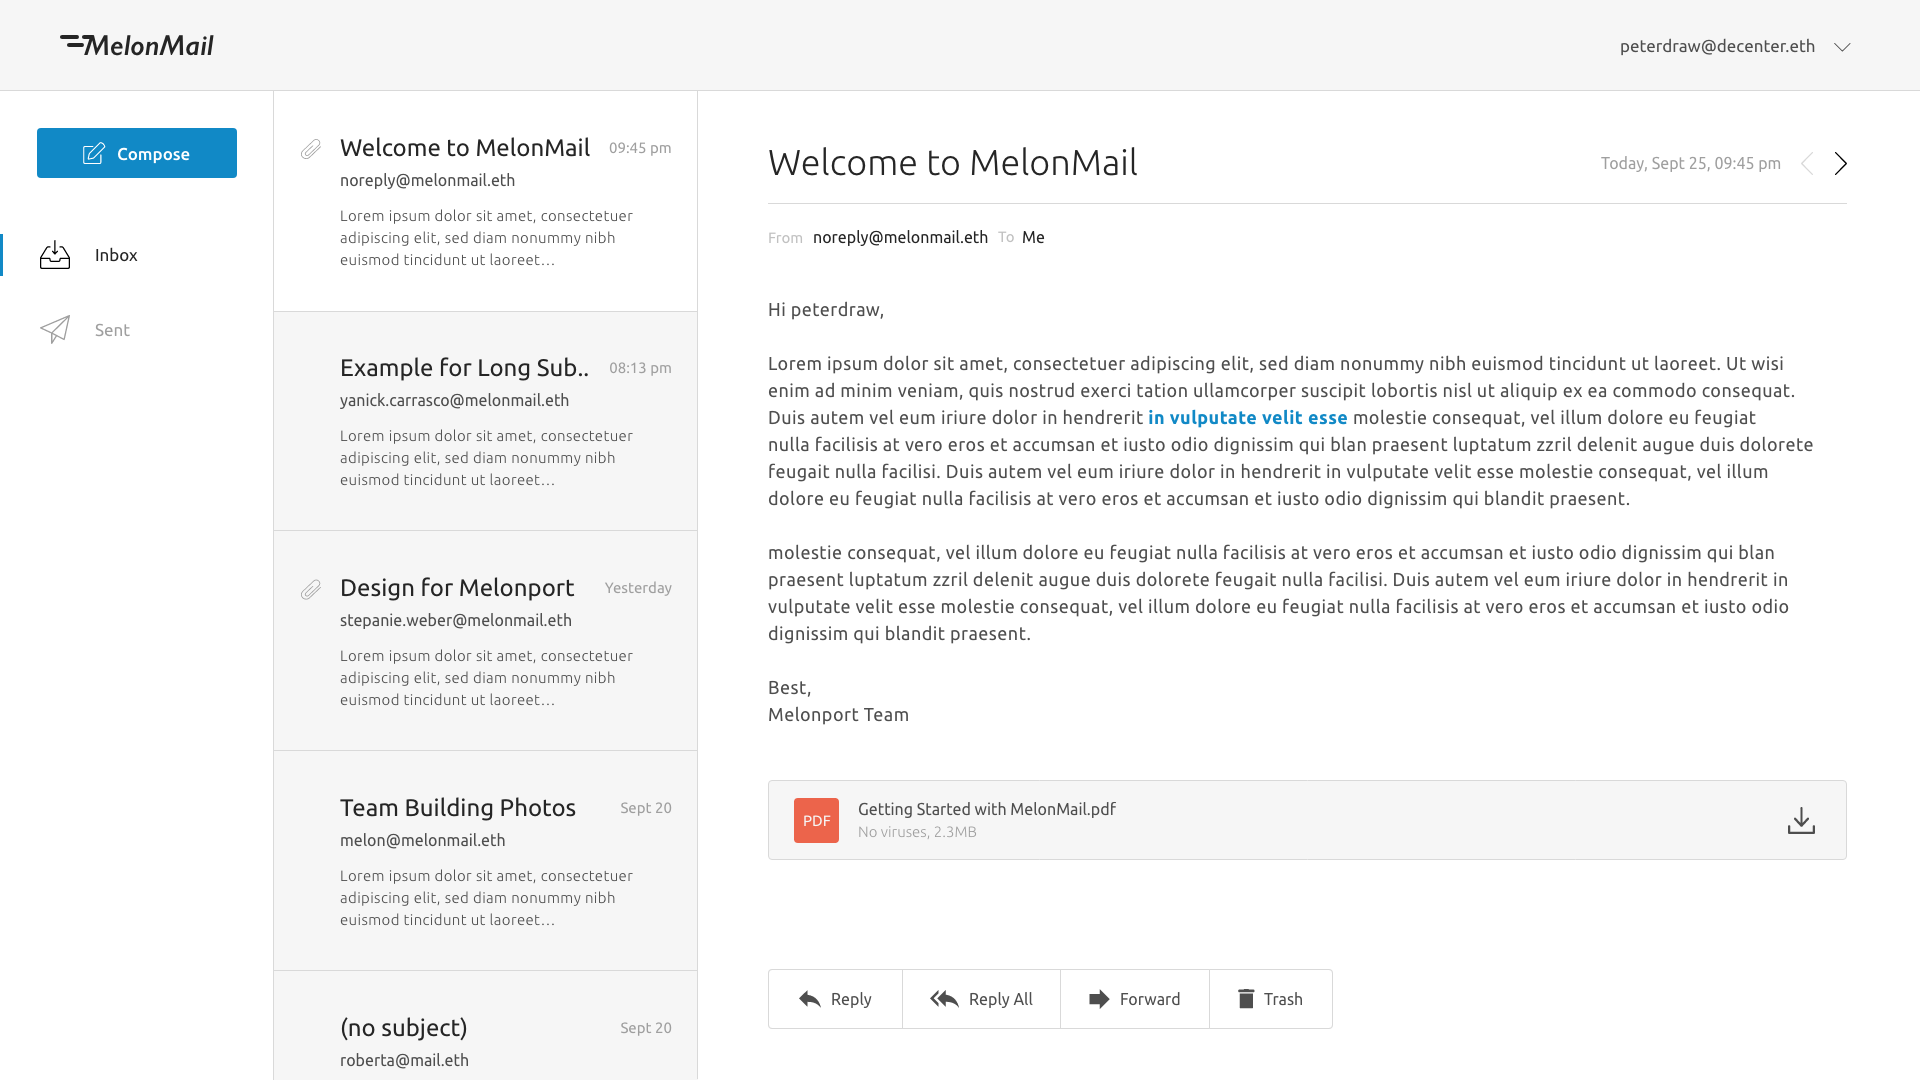 MelonMail
peterdraw@decenter.eth
Compose
Inbox
Sent
Welcome to MelonMail 09:45 pm
noreply@melonmail.eth
Lorem ipsum dolor sit amet, consectetuer
adipiscing elit, sed diam nonummy nibh
euismod tincidunt ut laoreet...
Example for Long Sub.. 08:13 pm
yanick.carrasco@melonmail.eth
Lorem ipsum dolor sit amet, consectetuer
adipiscing elit, sed diam nonummy nibh
euismod tincidunt ut laoreet...
Design for Melonport Yesterday
stepanie.weber@melonmail.eth
Lorem ipsum dolor sit amet, consectetuer
adipiscing elit, sed diam nonummy nibh
euismod tincidunt ut laoreet...
Team Building Photos Sept 20
melon@melonmail.eth
Lorem ipsum dolor sit amet, consectetuer
adipiscing elit, sed diam nonummy nibh
euismod tincidunt ut laoreet...
(no subject) Sept 20
roberta@mail.eth
Welcome to MelonMail Today, Sept 25, 09:45 pm
From noreply@melonmail.eth To Me
Hi peterdraw,
Lorem ipsum dolor sit amet, consectetuer adipiscing elit, sed diam nonummy nibh euismod tincidunt ut laoreet. Ut wisi
enim ad minim veniam, quis nostrud exerci tation ullamcorper suscipit lobortis nisl ut aliquip ex ea commodo consequat.
Duis autem vel eum iriure dolor in hendrerit in vulputate velit esse molestie consequat, vel illum dolore eu feugiat
nulla facilisis at vero eros et accumsan et iusto odio dignissim qui blan praesent luptatum zzril delenit augue duis dolorete
feugait nulla facilisi. Duis autem vel eum iriure dolor in hendrerit in vulputate velit esse molestie consequat, vel illum
dolore eu feugiat nulla facilisis at vero eros et accumsan et iusto odio dignissim qui blandit praesent.
molestie consequat, vel illum dolore eu feugiat nulla facilisis at vero eros et accumsan et iusto odio dignissim qui blan
praesent luptatum zzril delenit augue duis dolorete feugait nulla facilisi. Duis autem vel eum iriure dolor in hendrerit in
vulputate velit esse molestie consequat, vel illum dolore eu feugiat nulla facilisis at vero eros et accumsan et iusto odio
dignissim qui blandit praesent.
Best,
Melonport Team
PDF
Getting Started with MelonMail.pdf
No viruses, 2.3MB
Reply Reply All Forward Trash